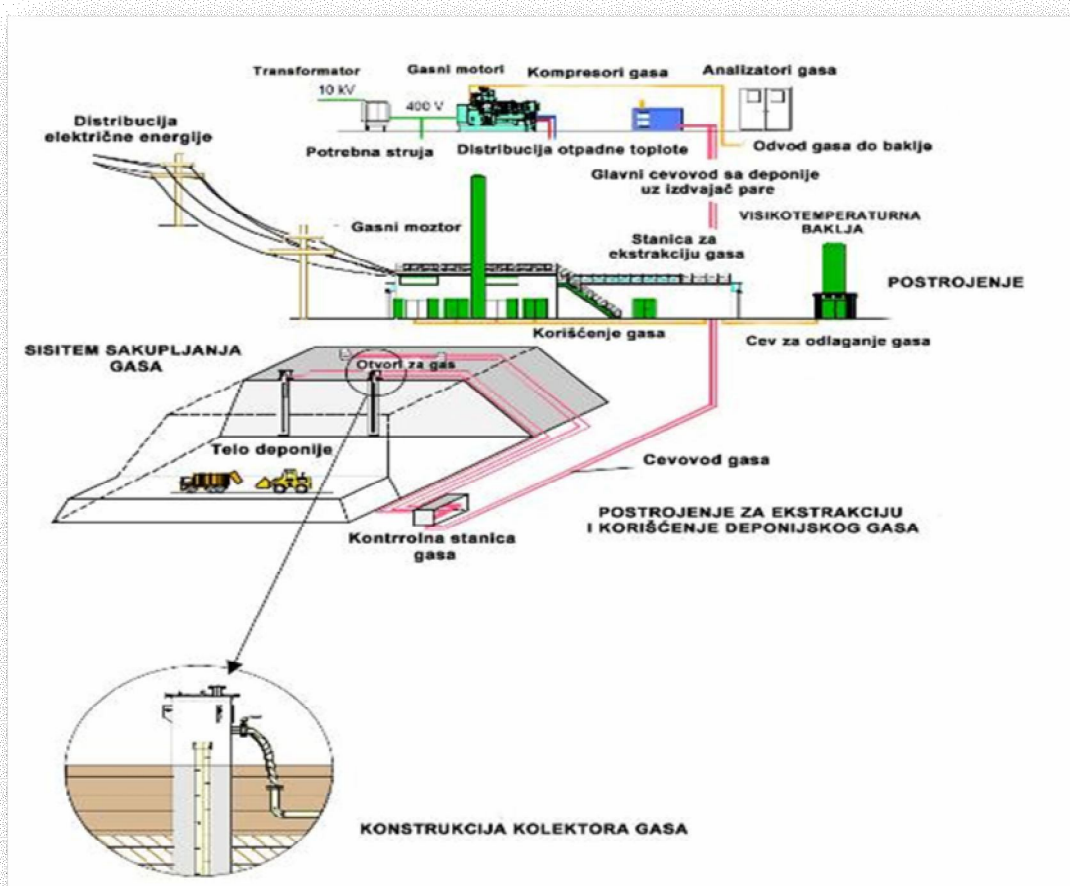 Transformator
Gasni motori
Kompresori gasa
Analizatori gasa
10 kV
400 V
Distribucija
električne energije
Potrebna struja
Distribucija otpadne toplote
Odvod gasa do baklje
Glavni cevovod sa deponije
uz izdvajač pare
VISIKOTEMPERATURNA
BAKLJA
Gasni moztor
Stanica za
ekstrakciju gasa
POSTROJENJE
Korišćenje gasa
Cev za odlaganje gasa
SISITEM SAKUPLJANJA
GASA
Otvori za gas
Telo deponije
Cevovod gasa
POSTROJENJE ZA EKSTRAKCIJU
I KORIŠĆENJE DEPONIJSKOG GASA
Kontrrolna stanica
gasa
KONSTRUKCIJA KOLEKTORA GASA